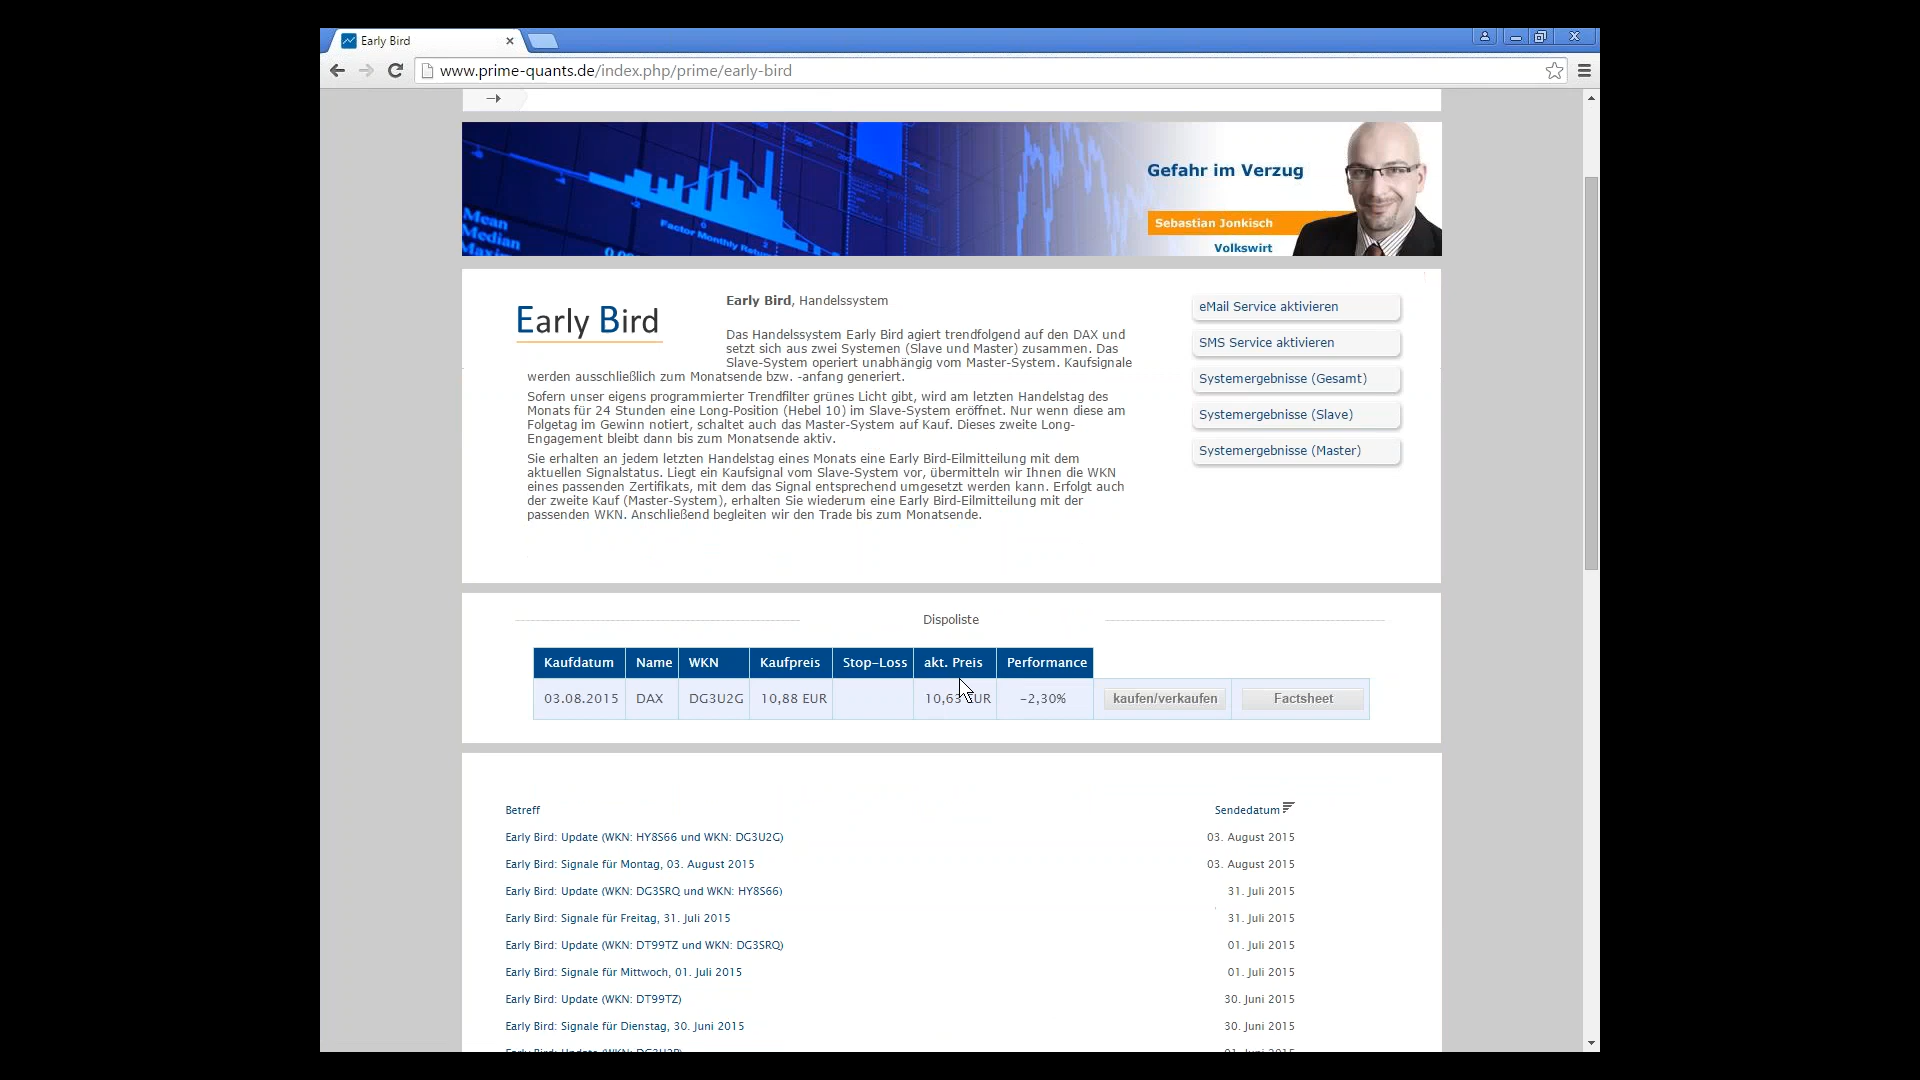 Early Bird
www.prime-quants.de/index.php/prime/early-bird
Mean
Median
Factor Monthly Retu
Gefahr im Verzug
Sebastian Jonkisch
Volkswirt
Early Bird
Early Bird, Handelssystem
Das Handelssystem Early Bird agiert trendfolgend auf den DAX und
setzt sich aus zwei Systemen (Slave und Master) zusammen. Das
Slave-System operiert unabhängig vom Master-System. Kaufsignale
werden ausschließlich zum Monatsende bzw. -anfang generiert.
Sofern unser eigens programmierter Trendfilter grünes Licht gibt, wird am letzten Handelstag des
Monats für 24 Stunden eine Long-Position (Hebel 10) im Slave-System eröffnet. Nur wenn diese am
Folgetag im Gewinn notiert, schaltet auch das Master-System auf Kauf. Dieses zweite Long-
Engagement bleibt dann bis zum Monatsende aktiv.
Sie erhalten an jedem letzten Handelstag eines Monats eine Early Bird-Eilmitteilung mit dem
aktuellen Signalstatus. Liegt ein Kaufsignal vom Slave-System vor, übermitteln wir Ihnen die WKN
eines passenden Zertifikats, mit dem das Signal entsprechend umgesetzt werden kann. Erfolgt auch
der zweite Kauf (Master-System), erhalten Sie wiederum eine Early Bird-Eilmitteilung mit der
passenden WKN. Anschließend begleiten wir den Trade bis zum Monatsende.
eMail Service aktivieren
SMS Service aktivieren
Systemergebnisse (Gesamt)
Systemergebnisse (Slave)
Systemergebnisse (Master)
Dispoliste
Kaufdatum Name WKN Kaufpreis Stop-Loss akt. Preis Performance
03.08.2015 DAX DG3U2G 10,88 EUR 10,63 EUR -2,30% kaufen/verkaufen Factsheet
Betreff Sendedatum
Early Bird: Update (WKN: HY8S66 und WKN: DG3U2G) 03. August 2015
Early Bird: Signale für Montag, 03. August 2015 03. August 2015
Early Bird: Update (WKN: DG3SRQ und WKN: HY8S66) 31. Juli 2015
Early Bird: Signale für Freitag, 31. Juli 2015 31. Juli 2015
Early Bird: Update (WKN: DT99TZ und WKN: DG3SRQ) 01. Juli 2015
Early Bird: Signale für Mittwoch, 01. Juli 2015 01. Juli 2015
Early Bird: Update (WKN: DT99TZ) 30. Juni 2015
Early Bird: Signale für Dienstag, 30. Juni 2015 30. Juni 2015